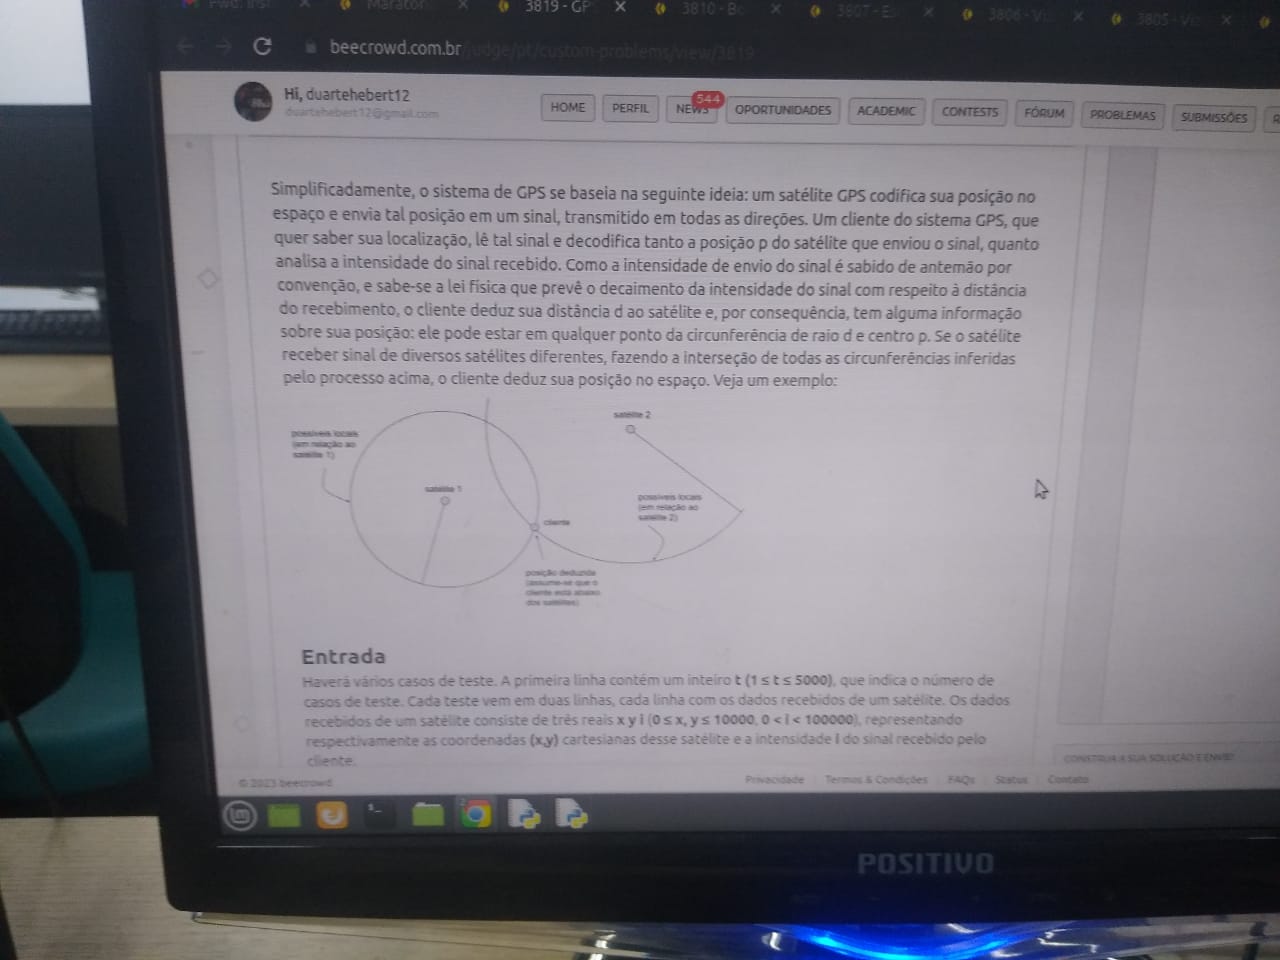 3819 - GP
3810 - Bo
3807 - E
3806 - Vi
3805 - Vi
beecrowd.com.br/judge/pt/custom-problems/view/3819
Hi, duartehebert12
duartehebert12@gmail.com
HOME PERFIL NEWS 544 OPORTUNIDADES ACADEMIC CONTESTS FÓRUM PROBLEMAS SUBMISSÕES R
Simplificadamente, o sistema de GPS se baseia na seguinte ideia: um satélite GPS codifica sua posição no
espaço e envia tal posição em um sinal, transmitido em todas as direções. Um cliente do sistema GPS, que
quer saber sua localização, lê tal sinal e decodifica tanto a posição p do satélite que enviou o sinal, quanto
analisa a intensidade do sinal recebido. Como a intensidade de envio do sinal é sabido de antemão por
convenção, e sabe-se a lei física que prevê o decaimento da intensidade do sinal com respeito à distância
do recebimento, o cliente deduz sua distância d ao satélite e, por consequência, tem alguma informação
sobre sua posição: ele pode estar em qualquer ponto da circunferência de raio d e centro p. Se o satélite
receber sinal de diversos satélites diferentes, fazendo a interseção de todas as circunferências inferidas
pelo processo acima, o cliente deduz sua posição no espaço. Veja um exemplo:
possíveis locais
(em relação ao
satélite 1)
satélite 1
satélite 2
possíveis locais
(em relação ao
satélite 2)
cliente
posição deduzida
(assume-se que o
cliente está abaixo
dos satélites)
Entrada
Haverá vários casos de teste. A primeira linha contém um inteiro t (1 ≤ t ≤ 5000), que indica o número de
casos de teste. Cada teste vem em duas linhas, cada linha com os dados recebidos de um satélite. Os dados
recebidos de um satélite consiste de três reais x y i (0 ≤ x, y ≤ 10000, 0 < i < 100000), representando
respectivamente as coordenadas (x,y) cartesianas desse satélite e a intensidade i do sinal recebido pelo
cliente.
CONSTRUA A SUA SOLUÇÃO E ENVIE!
© 2023 beecrowd
Privacidade Termos & Condições FAQs Status Contato
POSITIVO